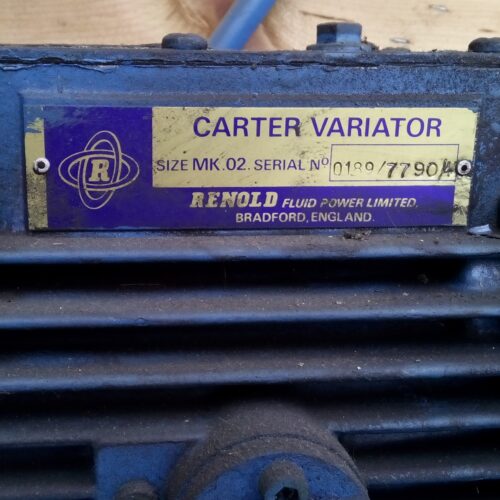 R
CARTER VARIATOR
SIZE MK.02. SERIAL Nº 0189/7790/4
RENOLD FLUID POWER LIMITED,
BRADFORD, ENGLAND.